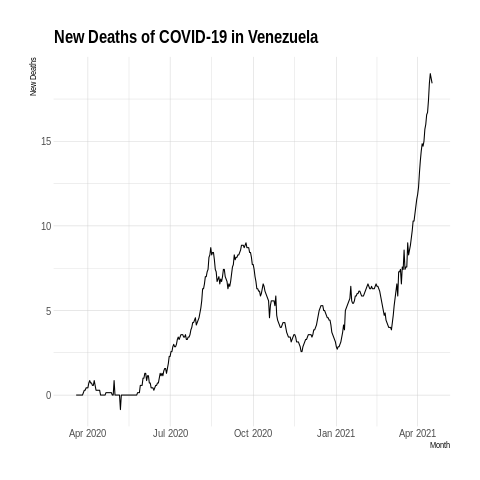 New Deaths of COVID-19 in Venezuela
New Deaths
15
10
5
0
Apr 2020 Jul 2020 Oct 2020 Jan 2021 Apr 2021
Month